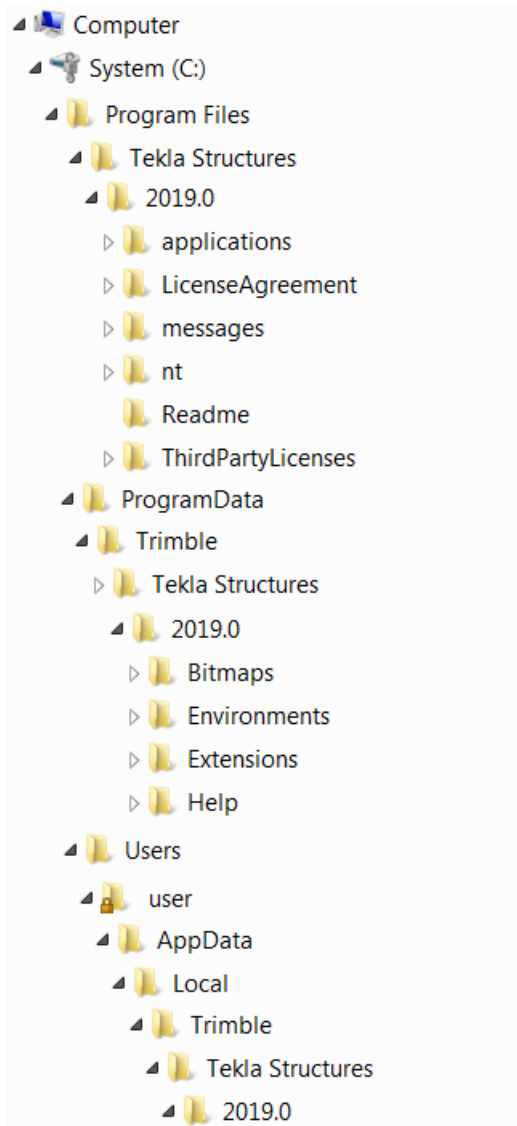 Computer
System (C:)
Program Files
Tekla Structures
2019.0
applications
LicenseAgreement
messages
nt
Readme
ThirdPartyLicenses
ProgramData
Trimble
Tekla Structures
2019.0
Bitmaps
Environments
Extensions
Help
Users
user
AppData
Local
Trimble
Tekla Structures
2019.0